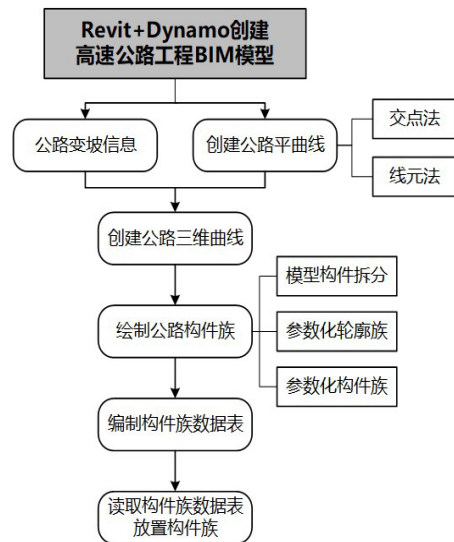 Revit+Dynamo创建
高速公路工程BIM模型
公路变坡信息
创建公路平曲线
交点法
线元法
创建公路三维曲线
绘制公路构件族
模型构件拆分
参数化轮廓族
参数化构件族
编制构件族数据表
读取构件族数据表
放置构件族